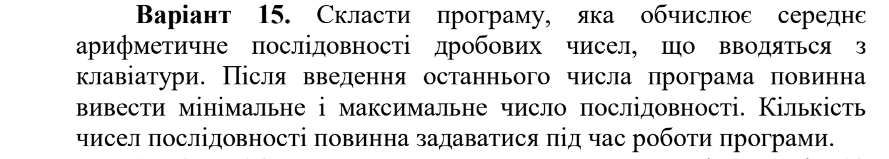 Варіант 15. Скласти програму, яка обчислює середнє
арифметичне послідовності дробових чисел, що вводяться з
клавіатури. Після введення останнього числа програма повинна
вивести мінімальне і максимальне число послідовності. Кількість
чисел послідовності повинна задаватися під час роботи програми.